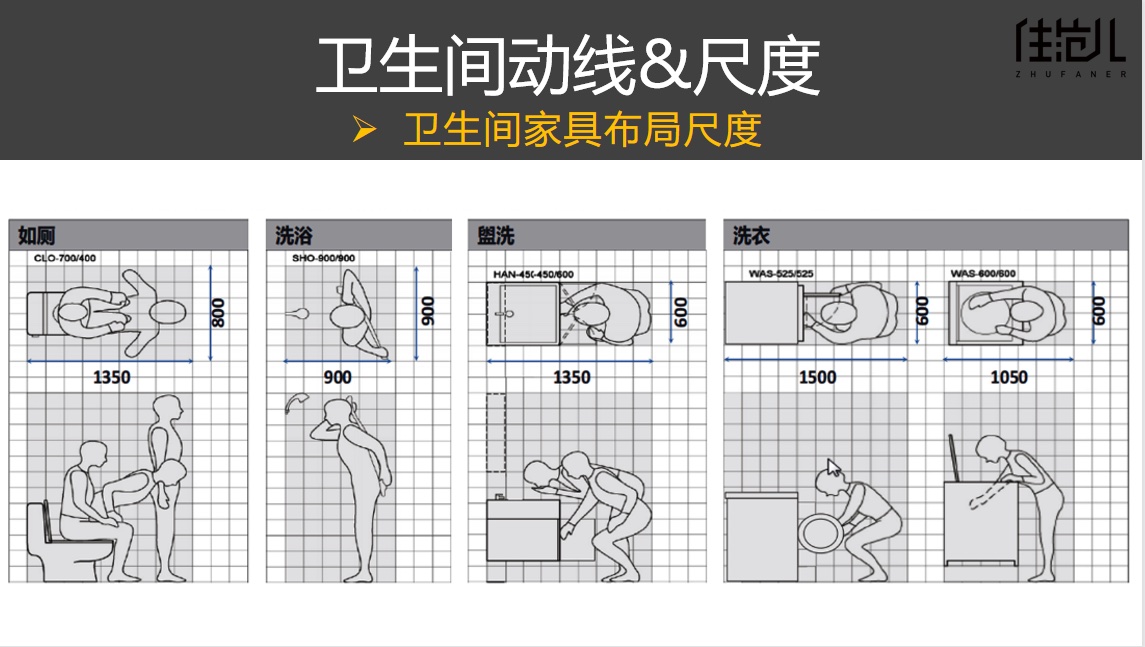 卫生间动线&尺度
住范儿
ZHUFANER
➢ 卫生间家具布局尺度
如厕
洗浴
盥洗
洗衣
CLO-700/400
SHO-900/900
HAN-450-450/600
WAS-525/525
WAS-600/600
800
900
600
600
600
1350
900
1350
1500
1050